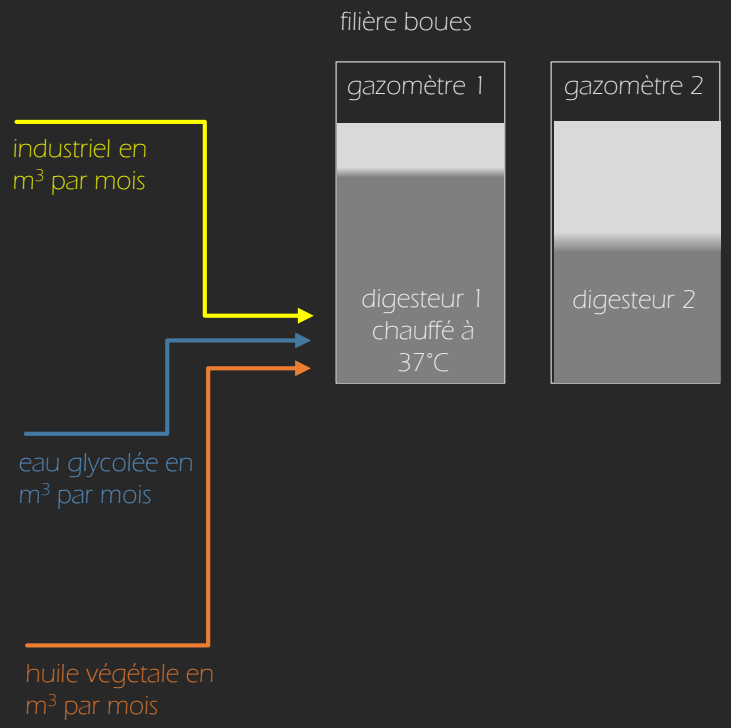 filière boues
gazomètre 1
gazomètre 2
industriel en
m³ par mois
digesteur 1
chauffé à
37°C
digesteur 2
eau glycolée en
m³ par mois
huile végétale en
m³ par mois